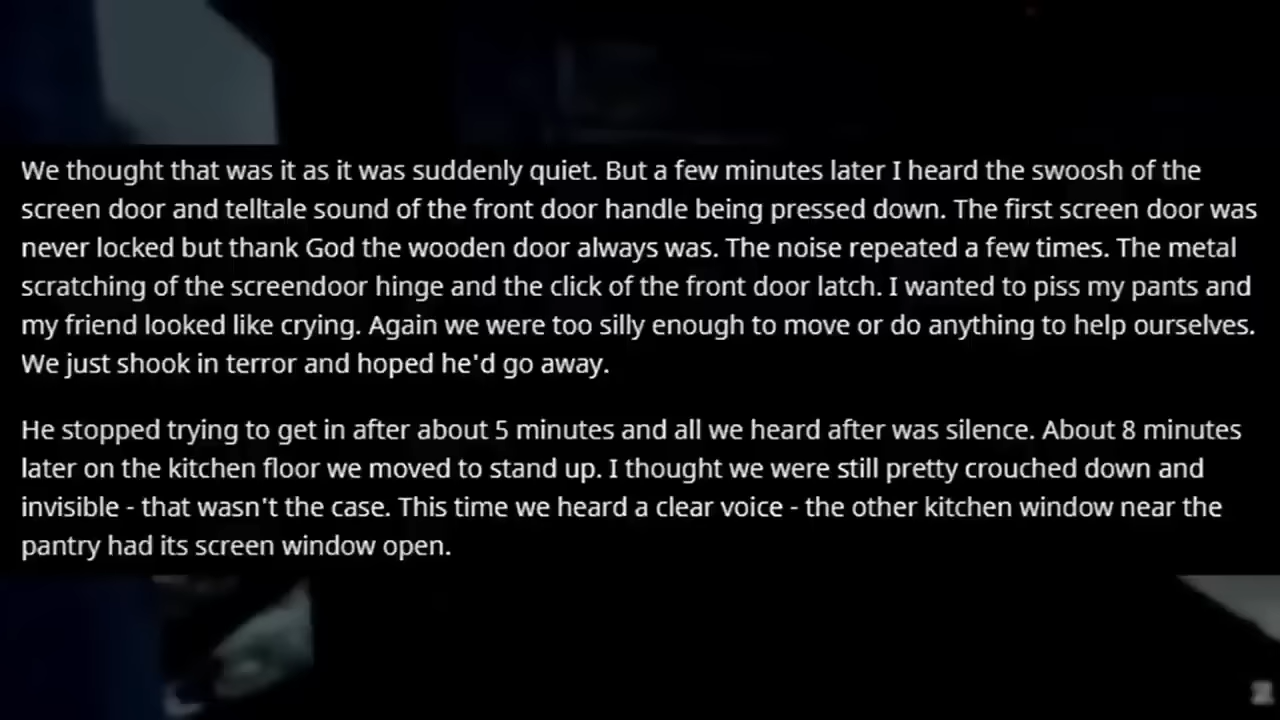 We thought that was it as it was suddenly quiet. But a few minutes later I heard the swoosh of the
screen door and telltale sound of the front door handle being pressed down. The first screen door was
never locked but thank God the wooden door always was. The noise repeated a few times. The metal
scratching of the screendoor hinge and the click of the front door latch. I wanted to piss my pants and
my friend looked like crying. Again we were too silly enough to move or do anything to help ourselves.
We just shook in terror and hoped he'd go away.
He stopped trying to get in after about 5 minutes and all we heard after was silence. About 8 minutes
later on the kitchen floor we moved to stand up. I thought we were still pretty crouched down and
invisible - that wasn't the case. This time we heard a clear voice - the other kitchen window near the
pantry had its screen window open.